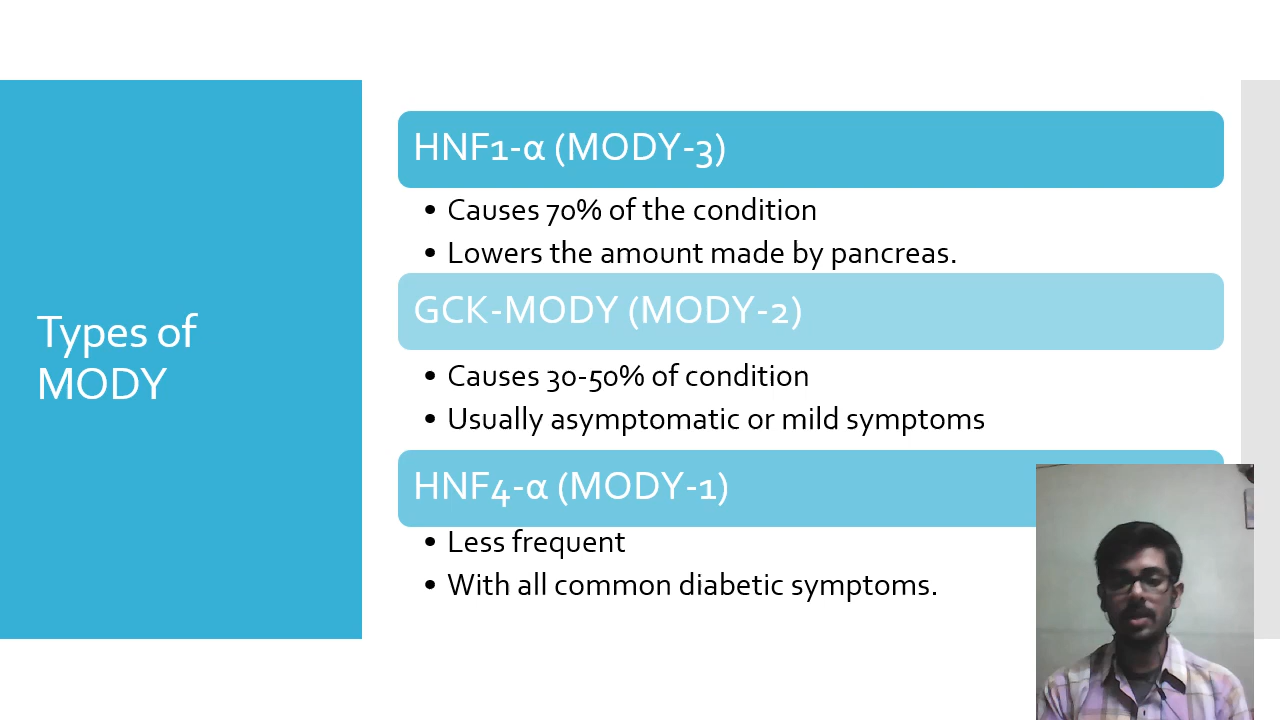 Types of
MODY
HNF1-α (MODY-3)
• Causes 70% of the condition
• Lowers the amount made by pancreas.
GCK-MODY (MODY-2)
• Causes 30-50% of condition
• Usually asymptomatic or mild symptoms
HNF4-α (MODY-1)
• Less frequent
• With all common diabetic symptoms.